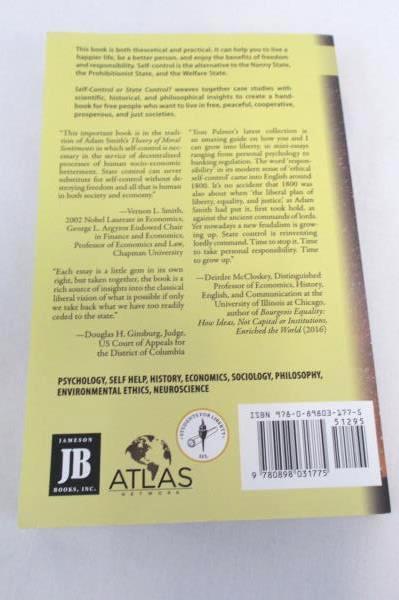 This book is both theoretical and practical. It can help you to live a
happier life, be a better person, and enjoy the benefits of freedom
and responsibility. Self-control is the alternative to the Nanny State,
the Prohibitionist State, and the Welfare State.
Self-Control or State Control? weaves together case studies with
scientific, historical, and philosophical insights to create a hand-
book for free people who want to live in free, peaceful, cooperative,
prosperous, and just societies.
"This important book is in the tradi-
tion of Adam Smith's Theory of Moral
Sentiments in which self-control is nec-
essary in the service of decentralized
processes of human socio-economic
betterment. State control can never
substitute for self-control without de-
stroying freedom and all that is human
in both society and economy."
—Vernon L. Smith,
2002 Nobel Laureate in Economics,
George L. Argyros Endowed Chair
in Finance and Economics,
Professor of Economics and Law,
Chapman University
"Each essay is a little gem in its own
right, but taken together, the book is a
rich source of insights into the classical
liberal vision of what is possible if only
we take back what we have too readily
ceded to the state."
—Douglas H. Ginsburg, Judge,
US Court of Appeals for
the District of Columbia
"Tom Palmer's latest collection is
an amazing guide on how you and I
can grow into liberty, in mini-essays
ranging from personal psychology to
banking regulation. The word 'respon-
sibility' in its modern sense of 'ethical
self-control' came into English around
1800. It's no accident that 1800 was
also about when 'the liberal plan of
liberty, equality, and justice,' as Adam
Smith had put it, first took hold, as
against the ancient commands of lords.
Yet nowadays a new feudalism is grow-
ing up. State control is reinventing
lordly command. Time to stop it. Time
to take personal responsibility. Time
to grow up."
—Deirdre McCloskey, Distinguished
Professor of Economics, History,
English, and Communication at the
University of Illinois at Chicago,
author of Bourgeois Equality:
How Ideas, Not Capital or Institutions,
Enriched the World (2016)
PSYCHOLOGY, SELF HELP, HISTORY, ECONOMICS, SOCIOLOGY, PHILOSOPHY,
ENVIRONMENTAL ETHICS, NEUROSCIENCE
JAMESON
JB
BOOKS, INC.
ATLAS
NETWORK
STUDENTS FOR LIBERTY
SFL
ISBN 978-0-89803-177-5
51295
9 780898 031775